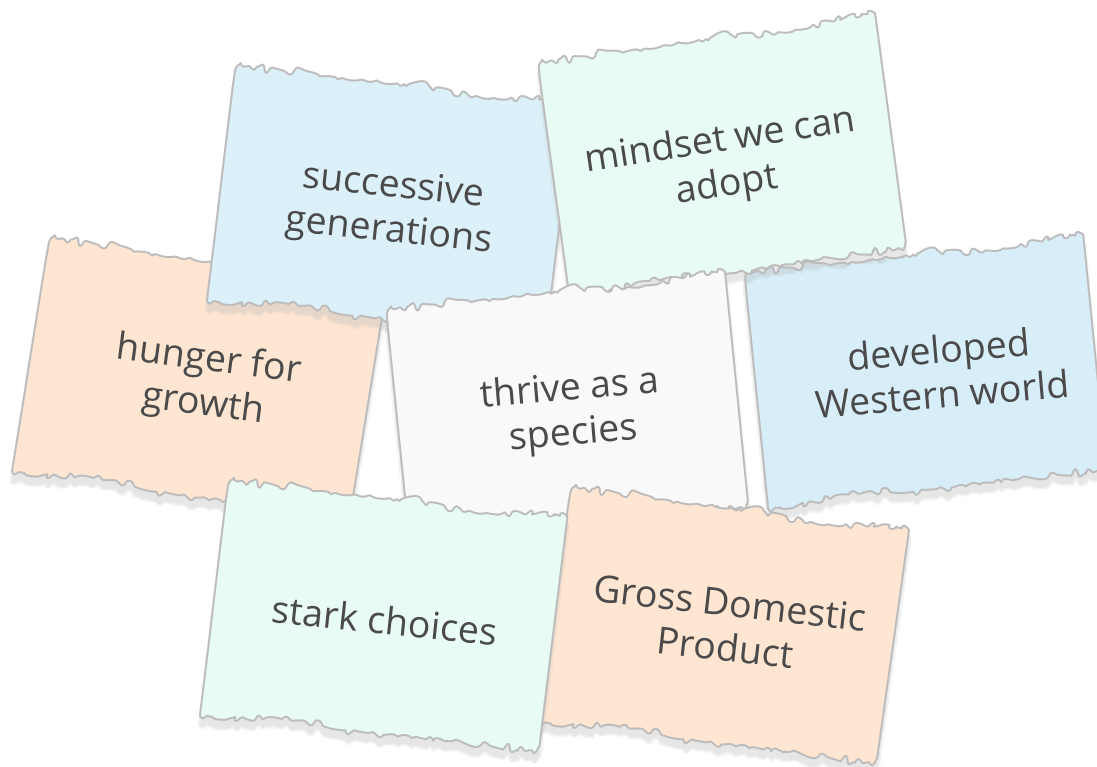 successive
generations
mindset we can
adopt
hunger for
growth
thrive as a
species
developed
Western world
stark choices
Gross Domestic
Product